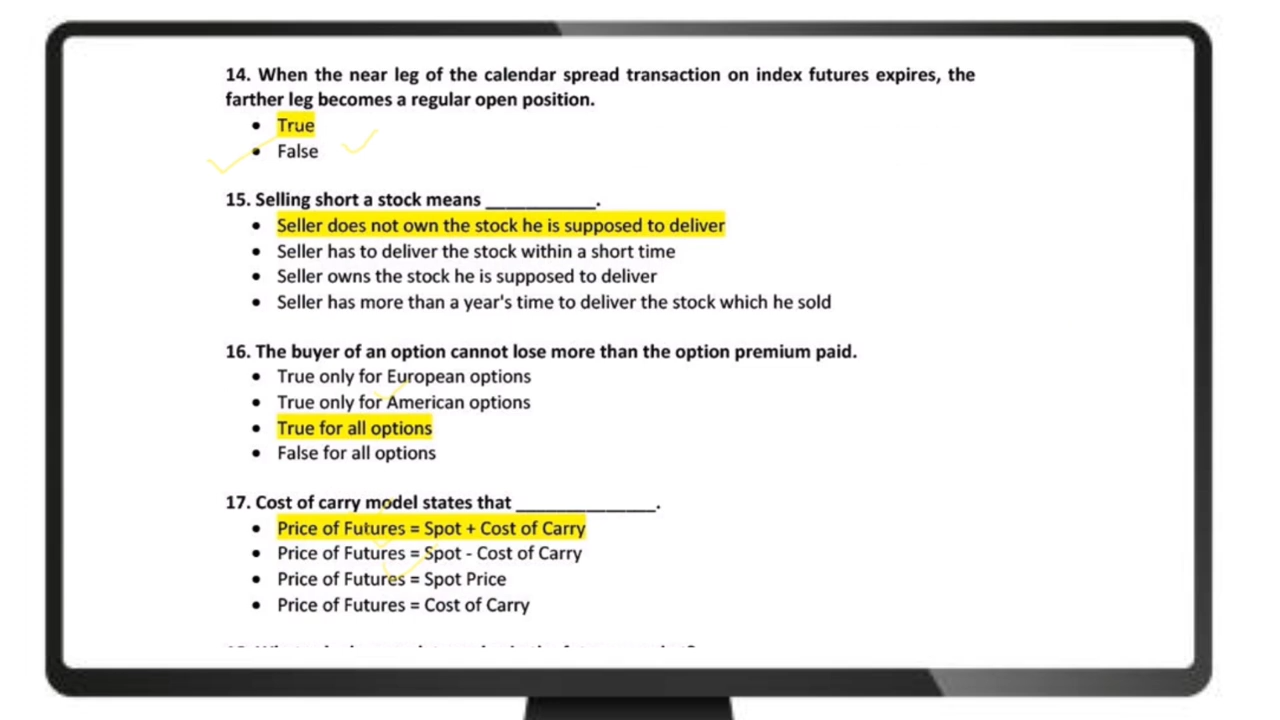 14. When the near leg of the calendar spread transaction on index futures expires, the
farther leg becomes a regular open position.
• True
• False
15. Selling short a stock means ___________.
• Seller does not own the stock he is supposed to deliver
• Seller has to deliver the stock within a short time
• Seller owns the stock he is supposed to deliver
• Seller has more than a year's time to deliver the stock which he sold
16. The buyer of an option cannot lose more than the option premium paid.
• True only for European options
• True only for American options
• True for all options
• False for all options
17. Cost of carry model states that ______________.
• Price of Futures = Spot + Cost of Carry
• Price of Futures = Spot - Cost of Carry
• Price of Futures = Spot Price
• Price of Futures = Cost of Carry